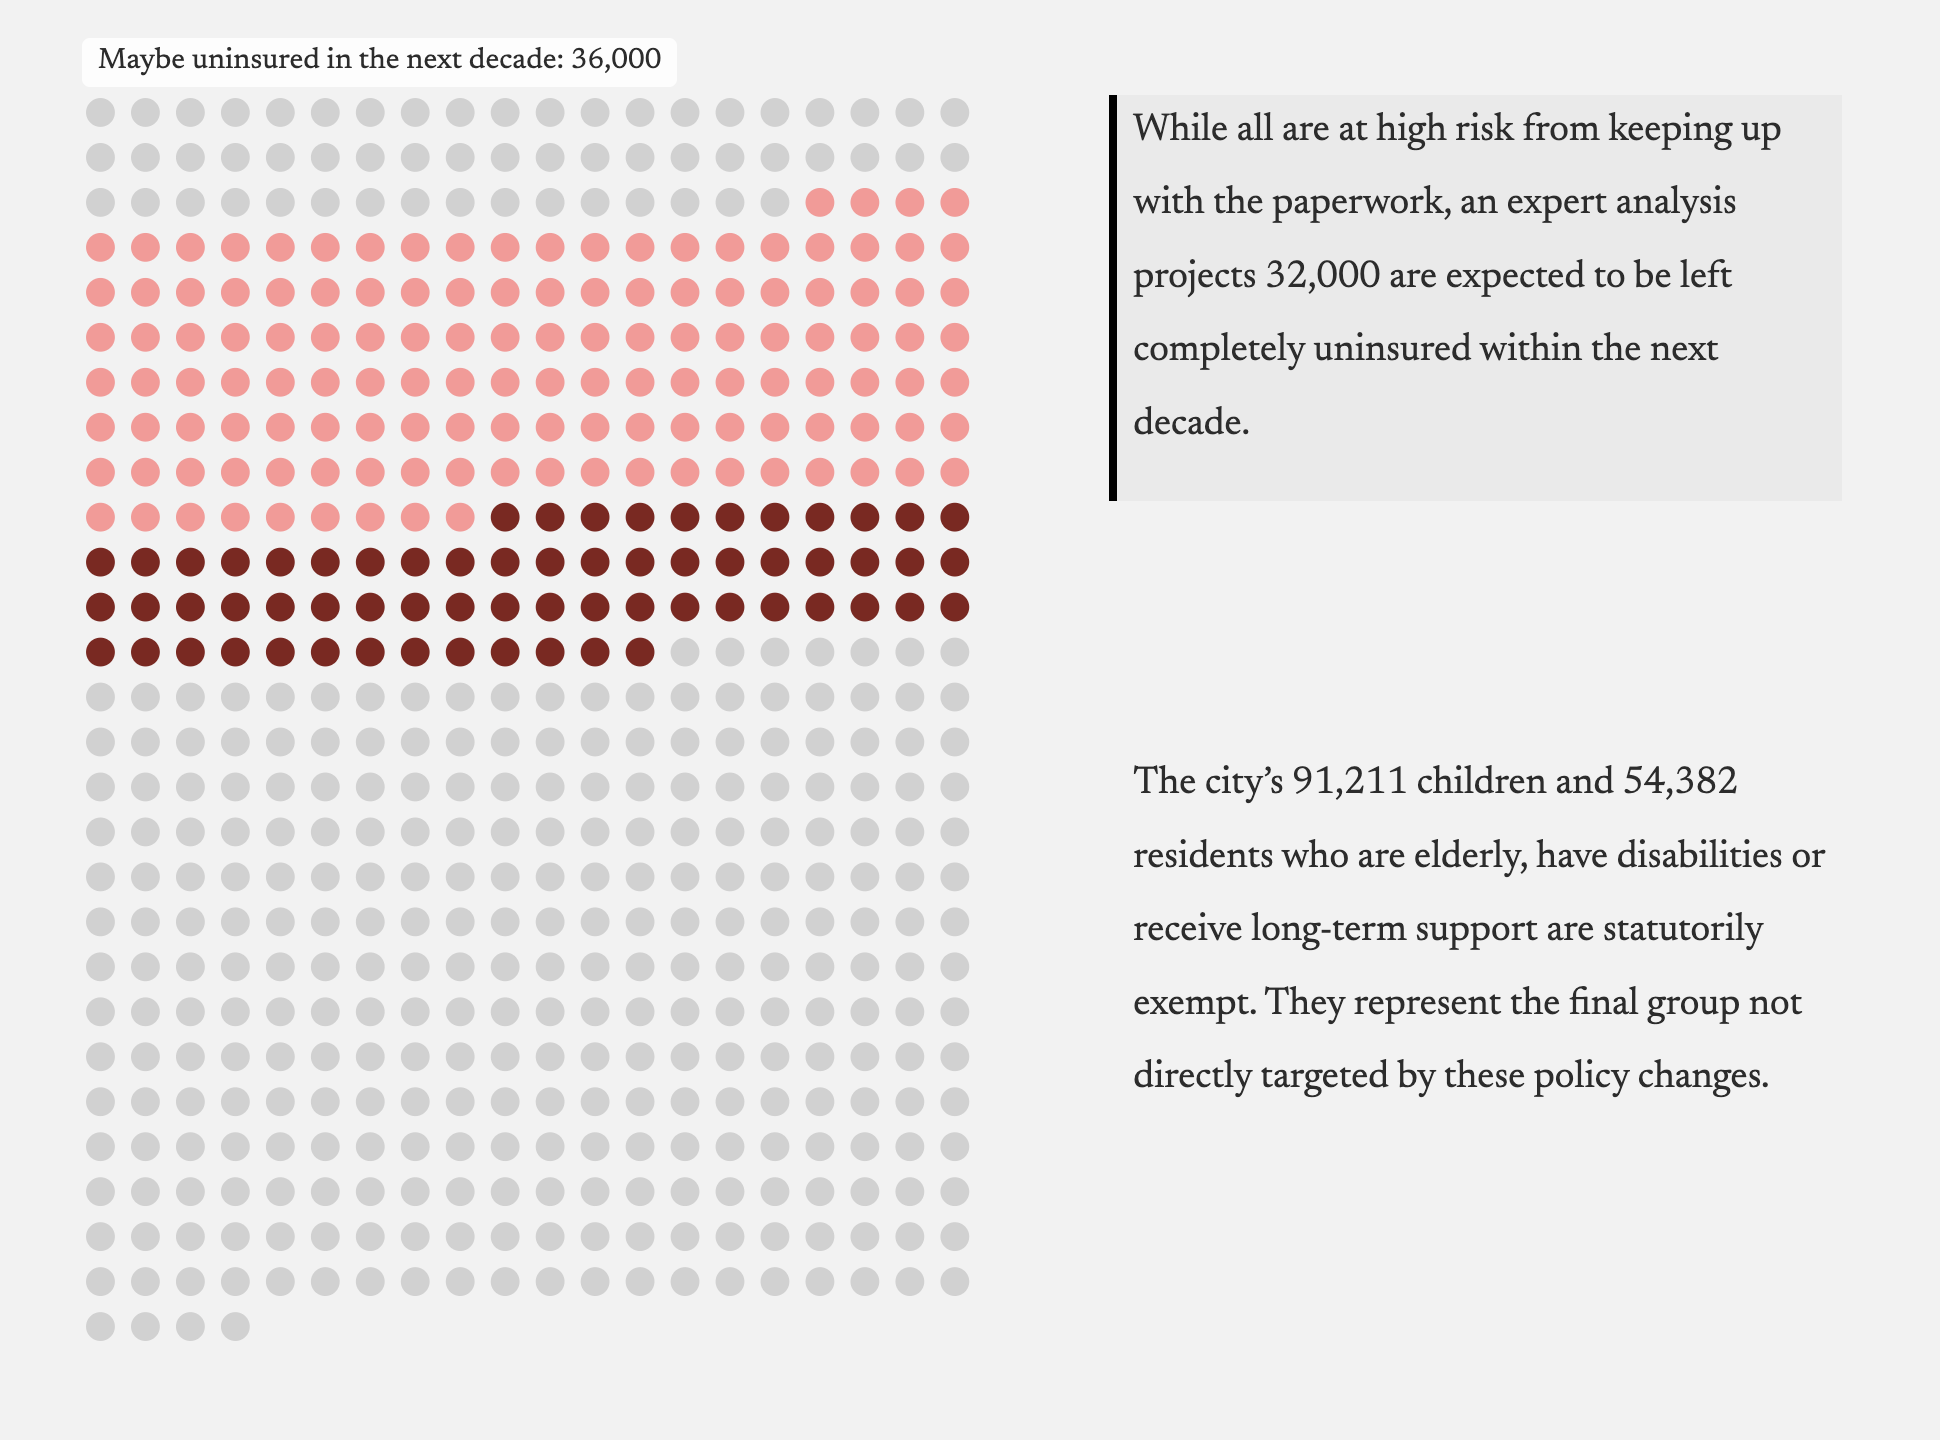 Maybe uninsured in the next decade: 36,000
While all are at high risk from keeping up
with the paperwork, an expert analysis
projects 32,000 are expected to be left
completely uninsured within the next
decade.
The city’s 91,211 children and 54,382
residents who are elderly, have disabilities or
receive long-term support are statutorily
exempt. They represent the final group not
directly targeted by these policy changes.